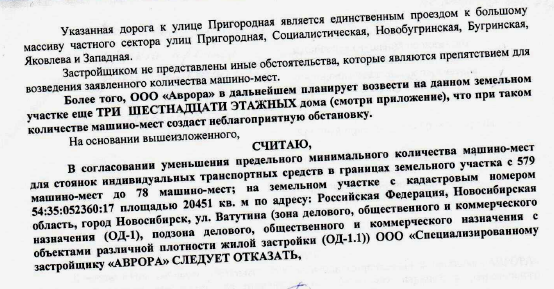 Указанная дорога к улице Пригородная является единственным проездом к большому
массиву частного сектора улиц Пригородная, Социалистическая, Новобугринская, Бугринская,
Яковлева и Западная.
Застройщиком не представлены иные обстоятельства, которые являются препятствием для
возведения заявленного количества машино-мест.
Более того, ООО «Аврора» в дальнейшем планирует возвести на данном земельном
участке еще ТРИ ШЕСТНАДЦАТИ ЭТАЖНЫХ дома (смотри приложение), что при таком
количестве машино-мест создаст неблагоприятную обстановку.
На основании вышеизложенного,
СЧИТАЮ,
В согласовании уменьшения предельного минимального количества машино-мест
для стоянок индивидуальных транспортных средств в границах земельного участка с 579
машино-мест до 78 машино-мест; на земельном участке с кадастровым номером
54:35:052360:17 площадью 20451 кв. м по адресу: Российская Федерация, Новосибирская
область, город Новосибирск, ул. Ватутина (зона делового, общественного и коммерческого
назначения (ОД-1), подзона делового, общественного и коммерческого назначения с
объектами различной плотности жилой застройки (ОД-1.1)) ООО «Специализированному
застройщику «АВРОРА» СЛЕДУЕТ ОТКАЗАТЬ,